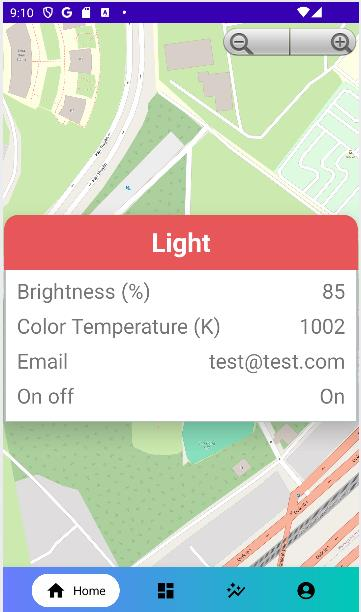 9:10
Light
Brightness (%) 85
Color Temperature (K) 1002
Email test@test.com
On off On
Home